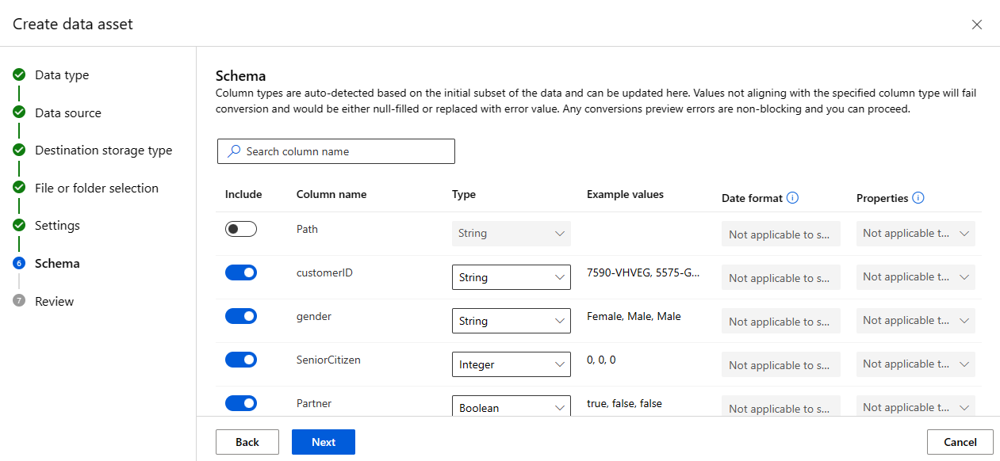 Create data asset
Data type
Data source
Destination storage type
File or folder selection
Settings
6 Schema
7 Review
Schema
Column types are auto-detected based on the initial subset of the data and can be updated here. Values not aligning with the specified column type will fail
conversion and would be either null-filled or replaced with error value. Any conversions preview errors are non-blocking and you can proceed.
Search column name
Include Column name Type Example values Date format Properties
Path String Not applicable to s... Not applicable t...
customerID String 7590-VHVEG, 5575-G... Not applicable to s... Not applicable t...
gender String Female, Male, Male Not applicable to s... Not applicable t...
SeniorCitizen Integer 0, 0, 0 Not applicable to s... Not applicable t...
Partner Boolean true, false, false Not applicable to s... Not applicable t...
Back Next Cancel